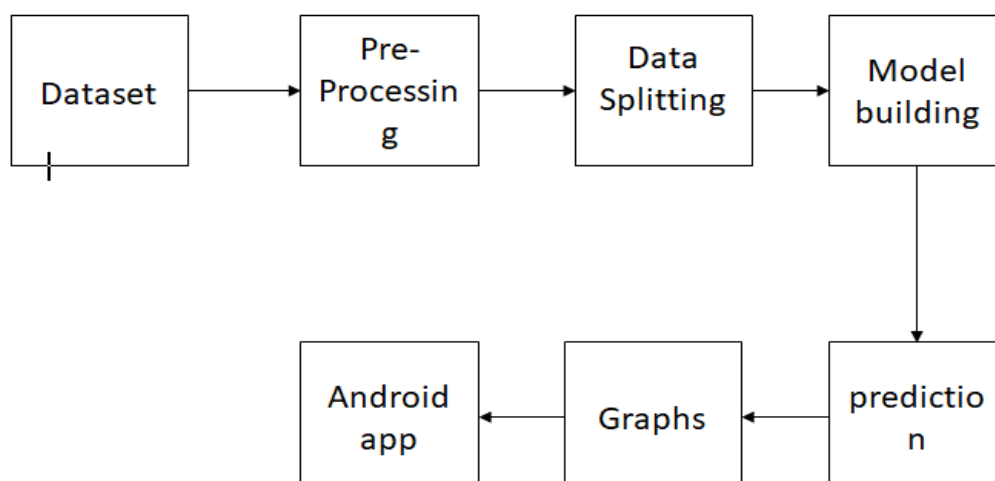 Dataset
Pre-
Processin
g
Data
Splitting
Model
building
predictio
n
Graphs
Android
app